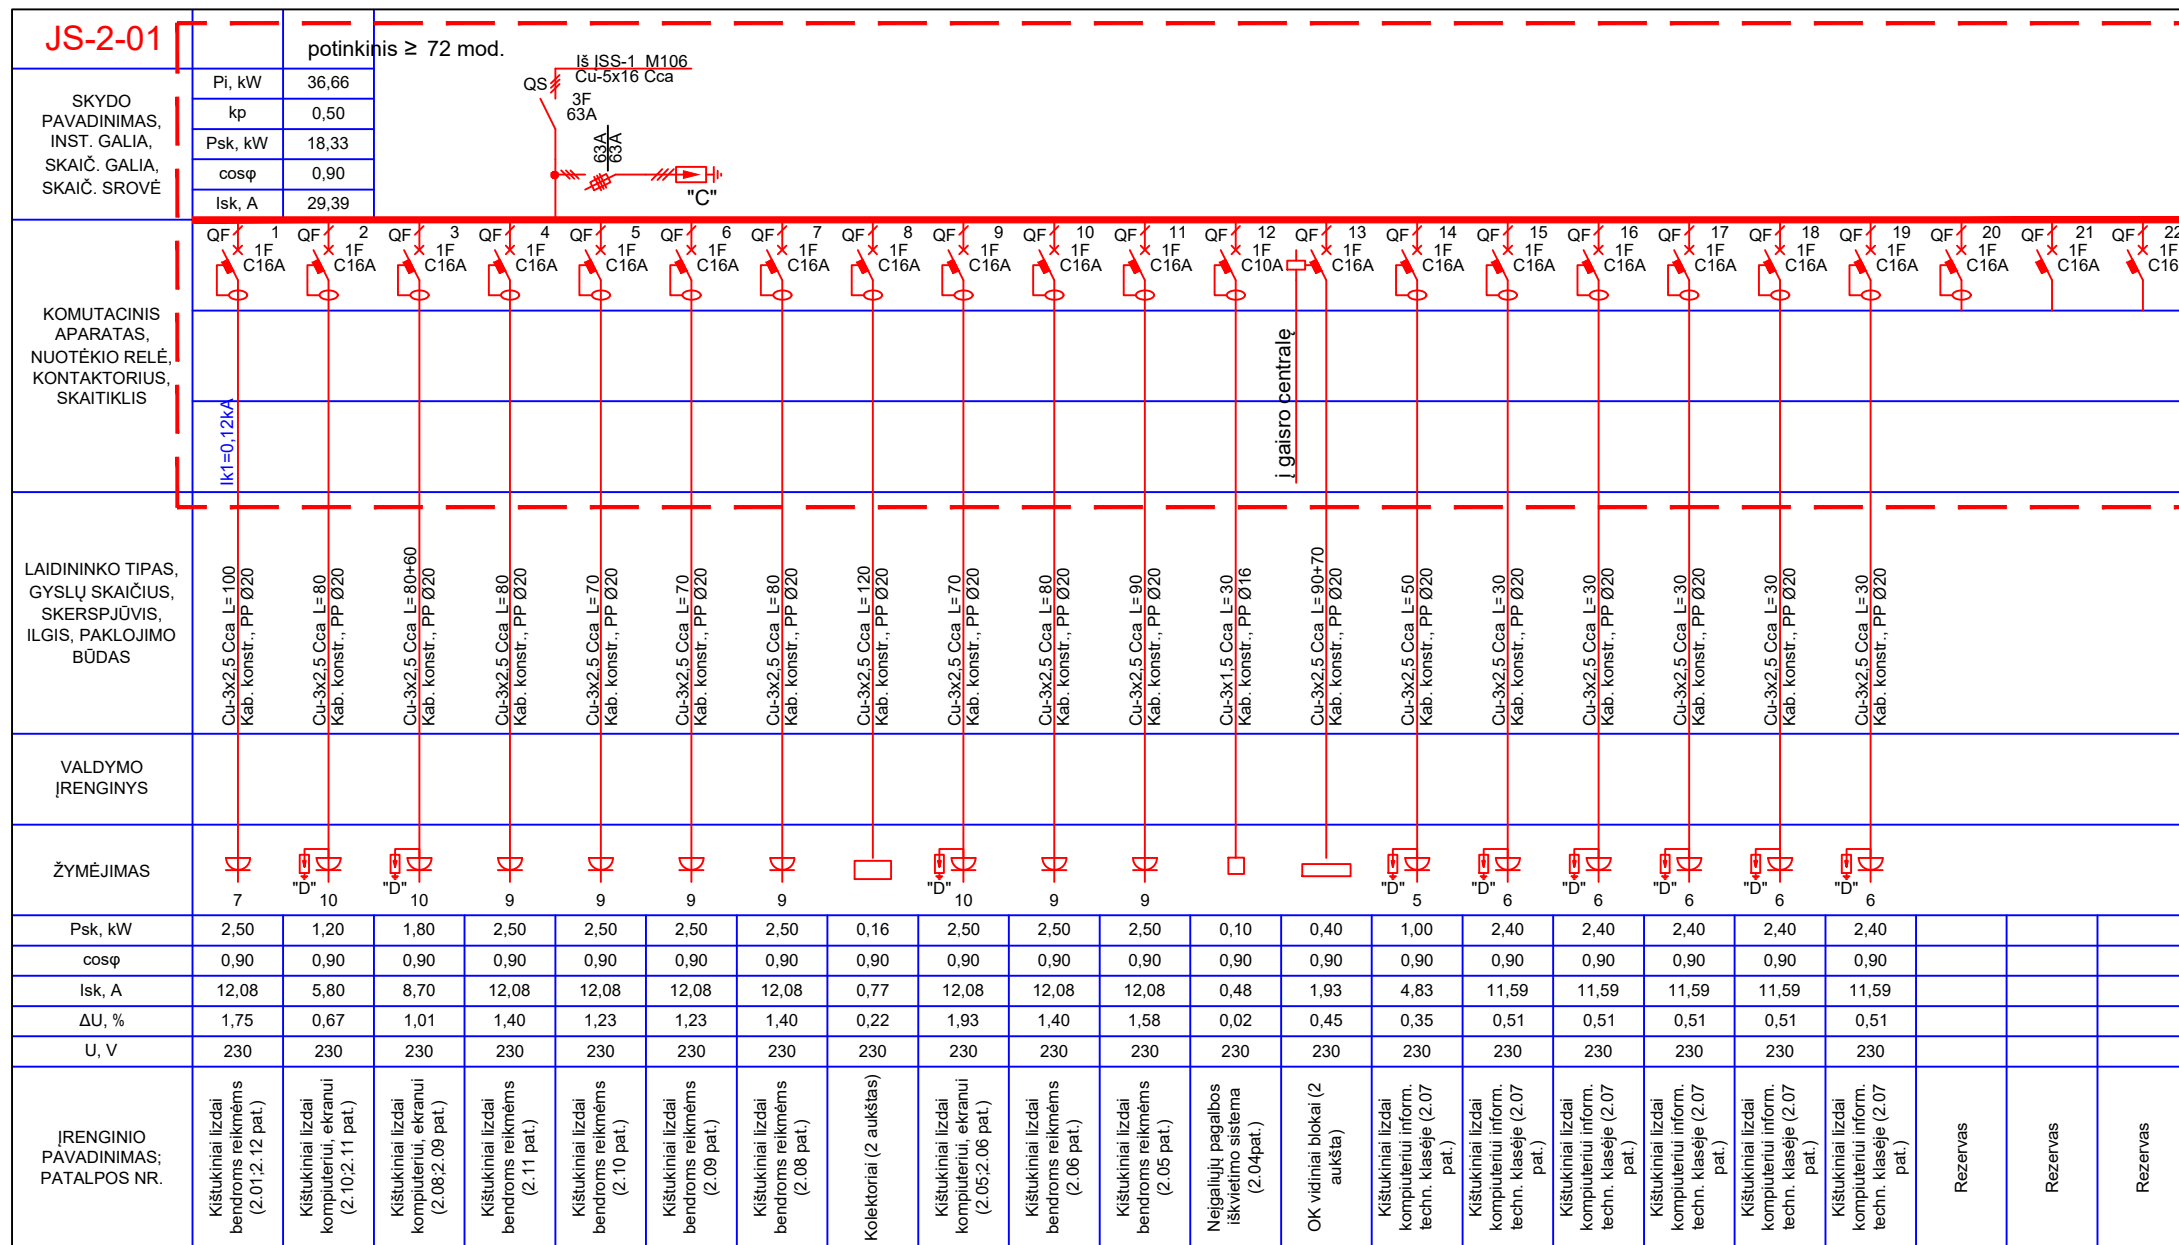 JS-2-01
potinkinis ≥ 72 mod.
SKYDO
PAVADINIMAS,
INST. GALIA,
SKAIČ. GALIA,
SKAIČ. SROVĖ
Pi, kW 36,66
kp 0,50
Psk, kW 18,33
cosφ 0,90
Isk, A 29,39
Iš ĮSS-1 M106
Cu-5x16 Cca
QS
3F
63A
63A
63A
"C"
KOMUTACINIS
APARATAS,
NUOTĖKIO RELĖ,
KONTAKTORIUS,
SKAITIKLIS
QF 1 QF 2 QF 3 QF 4 QF 5 QF 6 QF 7 QF 8 QF 9 QF 10 QF 11 QF 12 QF 13 QF 14 QF 15 QF 16 QF 17 QF 18 QF 19 QF 20 QF 21 QF 22
1F 1F 1F 1F 1F 1F 1F 1F 1F 1F 1F 1F 1F 1F 1F 1F 1F 1F 1F 1F 1F 1F
C16A C16A C16A C16A C16A C16A C16A C16A C16A C16A C16A C10A C16A C16A C16A C16A C16A C16A C16A C16A C16A C16
Ik1=0,12kA
į gaisro centralę
LAIDININKO TIPAS,
GYSLŲ SKAIČIUS,
SKERSPJŪVIS,
ILGIS, PAKLOJIMO
BŪDAS
Cu-3x2,5 Cca L=100
Kab. konstr., PP Ø20
Cu-3x2,5 Cca L=80
Kab. konstr., PP Ø20
Cu-3x2,5 Cca L=80+60
Kab. konstr., PP Ø20
Cu-3x2,5 Cca L=80
Kab. konstr., PP Ø20
Cu-3x2,5 Cca L=70
Kab. konstr., PP Ø20
Cu-3x2,5 Cca L=70
Kab. konstr., PP Ø20
Cu-3x2,5 Cca L=80
Kab. konstr., PP Ø20
Cu-3x2,5 Cca L=120
Kab. konstr., PP Ø20
Cu-3x2,5 Cca L=70
Kab. konstr., PP Ø20
Cu-3x2,5 Cca L=80
Kab. konstr., PP Ø20
Cu-3x2,5 Cca L=90
Kab. konstr., PP Ø20
Cu-3x1,5 Cca L=30
Kab. konstr., PP Ø16
Cu-3x2,5 Cca L=90+70
Kab. konstr., PP Ø20
Cu-3x2,5 Cca L=50
Kab. konstr., PP Ø20
Cu-3x2,5 Cca L=30
Kab. konstr., PP Ø20
Cu-3x2,5 Cca L=30
Kab. konstr., PP Ø20
Cu-3x2,5 Cca L=30
Kab. konstr., PP Ø20
Cu-3x2,5 Cca L=30
Kab. konstr., PP Ø20
Cu-3x2,5 Cca L=30
Kab. konstr., PP Ø20
VALDYMO
ĮRENGINYS
ŽYMĖJIMAS
"D" "D" "D" "D" "D" "D" "D" "D" "D"
7 10 10 9 9 9 9 10 9 9 5 6 6 6 6 6
Psk, kW 2,50 1,20 1,80 2,50 2,50 2,50 2,50 0,16 2,50 2,50 2,50 0,10 0,40 1,00 2,40 2,40 2,40 2,40 2,40
cosφ 0,90 0,90 0,90 0,90 0,90 0,90 0,90 0,90 0,90 0,90 0,90 0,90 0,90 0,90 0,90 0,90 0,90 0,90 0,90
Isk, A 12,08 5,80 8,70 12,08 12,08 12,08 12,08 0,77 12,08 12,08 12,08 0,48 1,93 4,83 11,59 11,59 11,59 11,59 11,59
ΔU, % 1,75 0,67 1,01 1,40 1,23 1,23 1,40 0,22 1,93 1,40 1,58 0,02 0,45 0,35 0,51 0,51 0,51 0,51 0,51
U, V 230 230 230 230 230 230 230 230 230 230 230 230 230 230 230 230 230 230 230
ĮRENGINIO
PAVADINIMAS;
PATALPOS NR.
Kištukiniai lizdai
bendroms reikmėms
(2.01;2.12 pat.)
Kištukiniai lizdai
kompiuteriui, ekranui
(2.10;2.11 pat.)
Kištukiniai lizdai
kompiuteriui, ekranui
(2.08;2.09 pat.)
Kištukiniai lizdai
bendroms reikmėms
(2.11 pat.)
Kištukiniai lizdai
bendroms reikmėms
(2.10 pat.)
Kištukiniai lizdai
bendroms reikmėms
(2.09 pat.)
Kištukiniai lizdai
bendroms reikmėms
(2.08 pat.)
Kolektoriai (2 aukštas)
Kištukiniai lizdai
kompiuteriui, ekranui
(2.05;2.06 pat.)
Kištukiniai lizdai
bendroms reikmėms
(2.06 pat.)
Kištukiniai lizdai
bendroms reikmėms
(2.05 pat.)
Neįgaliųjų pagalbos
iškvietimo sistema
(2.04pat.)
OK vidiniai blokai (2
aukšta)
Kištukiniai lizdai
kompiuteriui inform.
techn. klasėje (2.07
pat.)
Kištukiniai lizdai
kompiuteriui inform.
techn. klasėje (2.07
pat.)
Kištukiniai lizdai
kompiuteriui inform.
techn. klasėje (2.07
pat.)
Kištukiniai lizdai
kompiuteriui inform.
techn. klasėje (2.07
pat.)
Kištukiniai lizdai
kompiuteriui inform.
techn. klasėje (2.07
pat.)
Kištukiniai lizdai
kompiuteriui inform.
techn. klasėje (2.07
pat.)
Rezervas
Rezervas
Rezervas